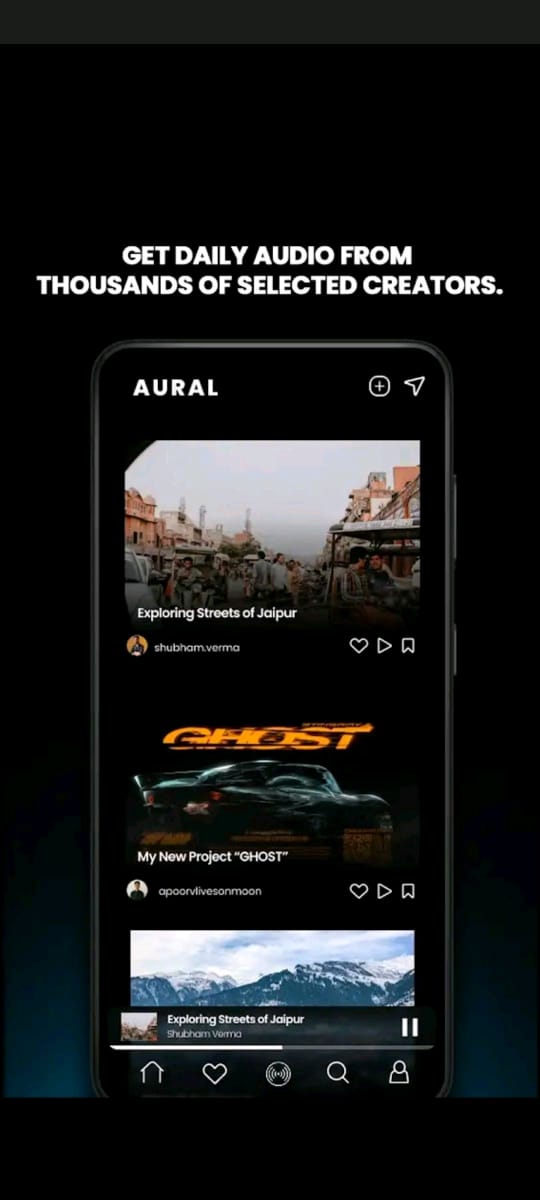 GET DAILY AUDIO FROM
THOUSANDS OF SELECTED CREATORS.
AURAL
Exploring Streets of Jaipur
shubham.verma
GHOST
My New Project “GHOST”
apoorvlivesonmoon
Exploring Streets of Jaipur
Shubham Verma